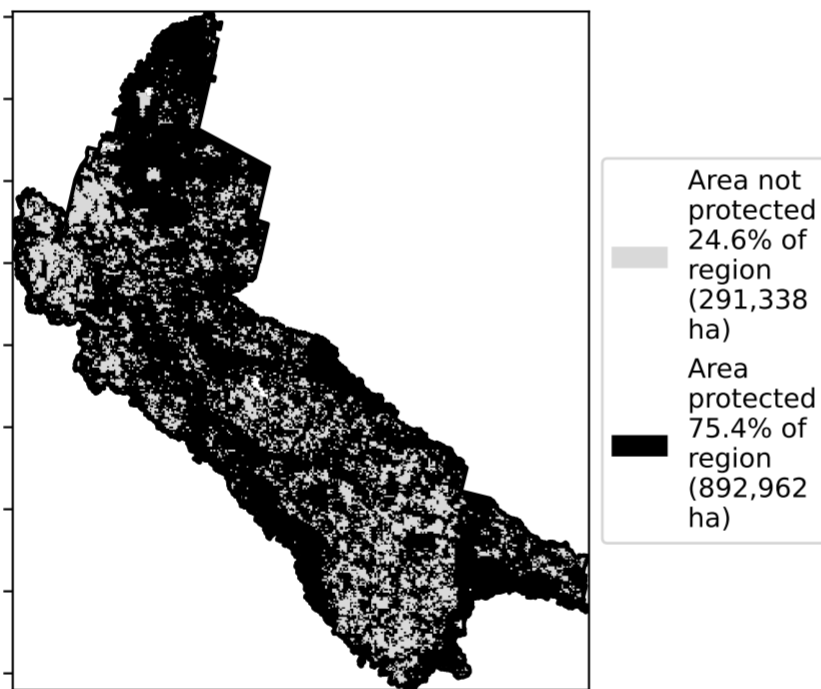 Area not
protected
24.6% of
region
(291,338
ha)
Area
protected
75.4% of
region
(892,962
ha)